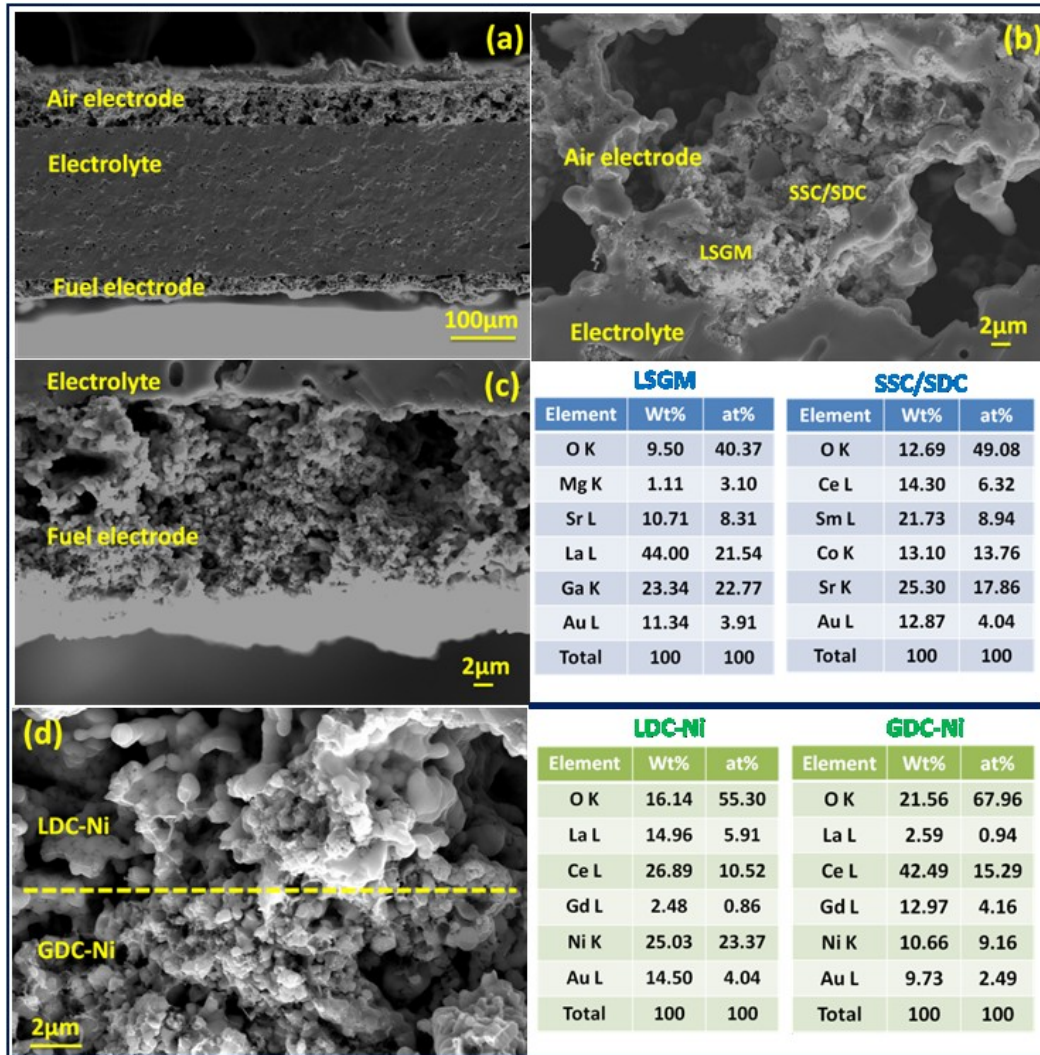 (a)
Air electrode
Electrolyte
Fuel electrode
100μm
(b)
Air electrode
SSC/SDC
LSGM
Electrolyte
2μm
Electrolyte
(c)
Fuel electrode
2μm
LSGM
Element Wt% at%
O K 9.50 40.37
Mg K 1.11 3.10
Sr L 10.71 8.31
La L 44.00 21.54
Ga K 23.34 22.77
Au L 11.34 3.91
Total 100 100
SSC/SDC
Element Wt% at%
O K 12.69 49.08
Ce L 14.30 6.32
Sm L 21.73 8.94
Co K 13.10 13.76
Sr K 25.30 17.86
Au L 12.87 4.04
Total 100 100
(d)
LDC-Ni
GDC-Ni
2μm
LDC-Ni
Element Wt% at%
O K 16.14 55.30
La L 14.96 5.91
Ce L 26.89 10.52
Gd L 2.48 0.86
Ni K 25.03 23.37
Au L 14.50 4.04
Total 100 100
GDC-Ni
Element Wt% at%
O K 21.56 67.96
La L 2.59 0.94
Ce L 42.49 15.29
Gd L 12.97 4.16
Ni K 10.66 9.16
Au L 9.73 2.49
Total 100 100